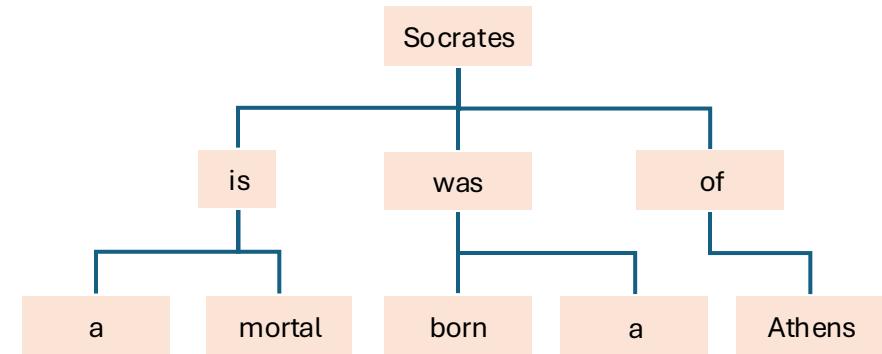 Socrates
is was of
a mortal born a Athens